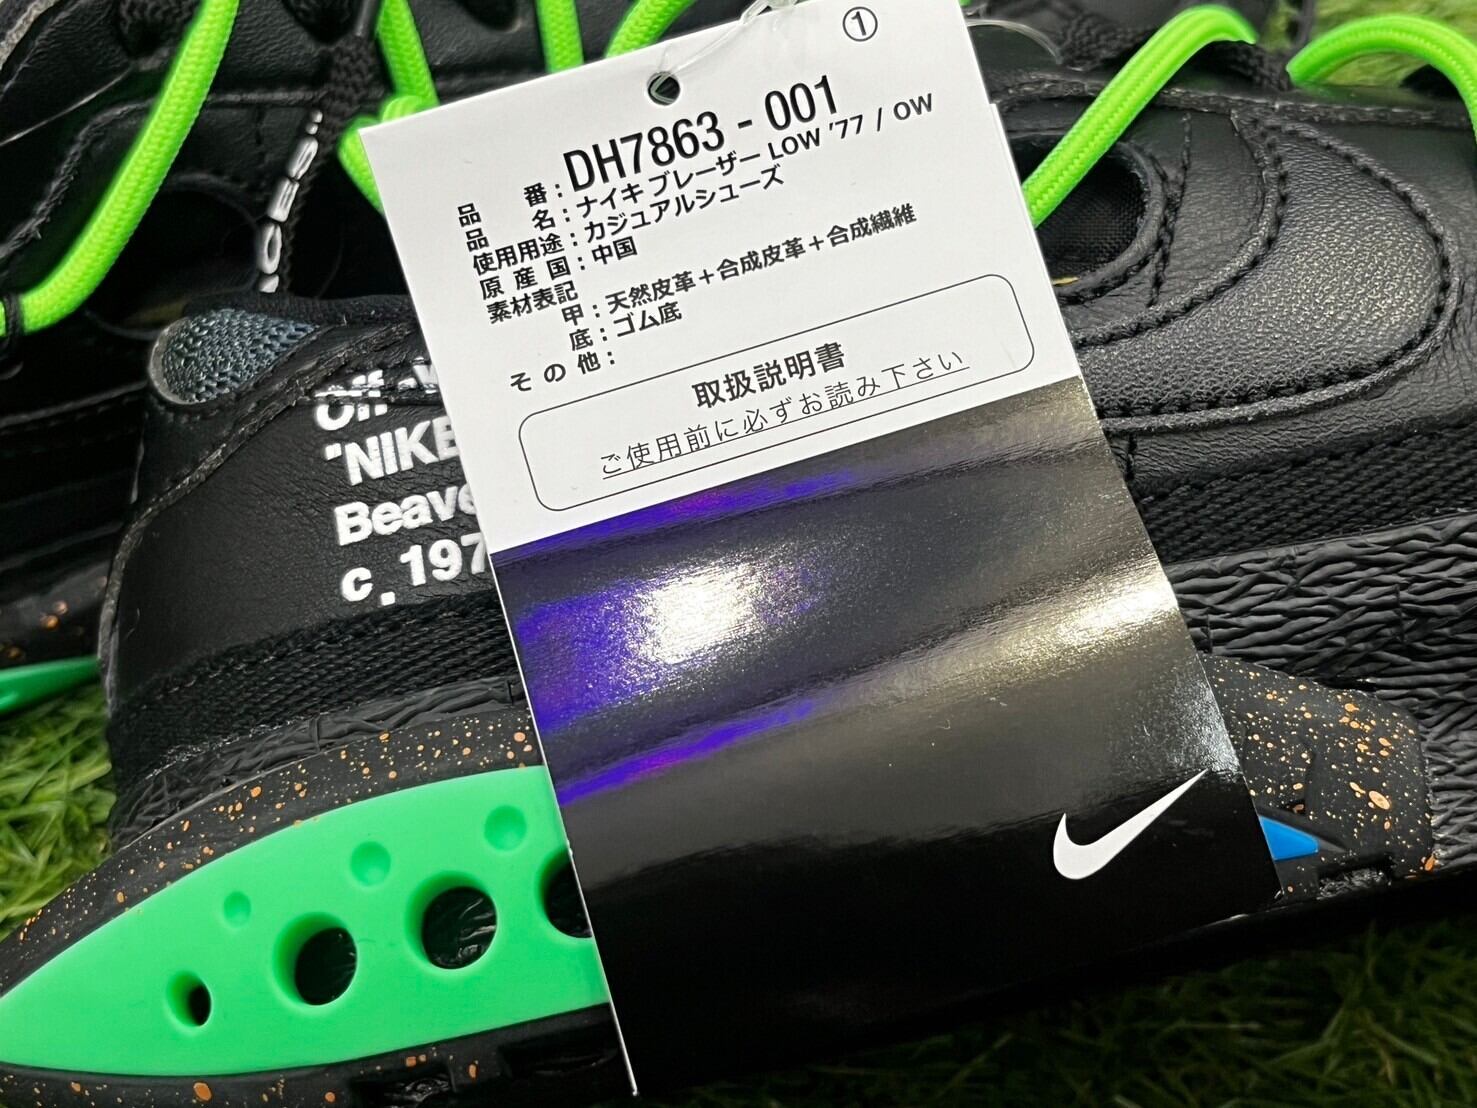 ①
品番：DH7863 - 001
品名：ナイキ ブレーザー LOW '77 / OW
使用用途：カジュアルシューズ
原産国：中国
素材表記
甲：天然皮革＋合成皮革＋合成繊維
底：ゴム底
その他：
取扱説明書
ご使用前に必ずお読み下さい
"NIKE
c. 197